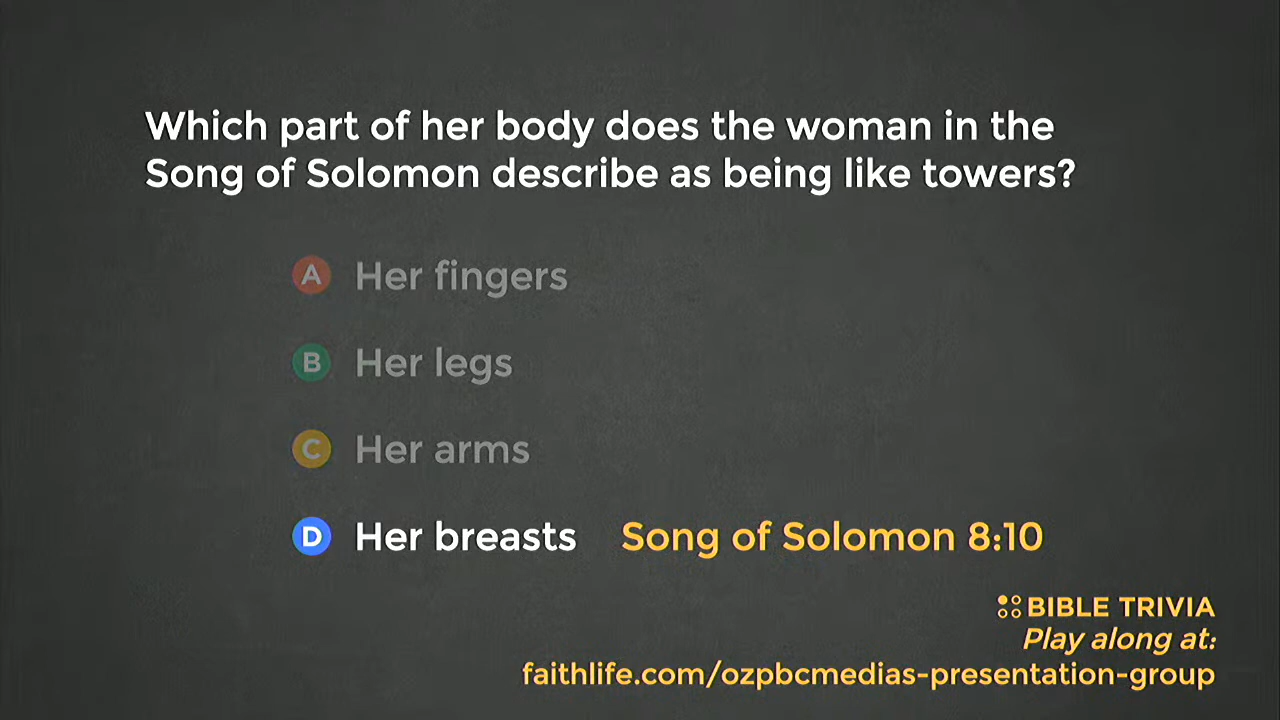 Which part of her body does the woman in the
Song of Solomon describe as being like towers?
A Her fingers
B Her legs
C Her arms
D Her breasts Song of Solomon 8:10
BIBLE TRIVIA
Play along at:
faithlife.com/ozpbcmedias-presentation-group